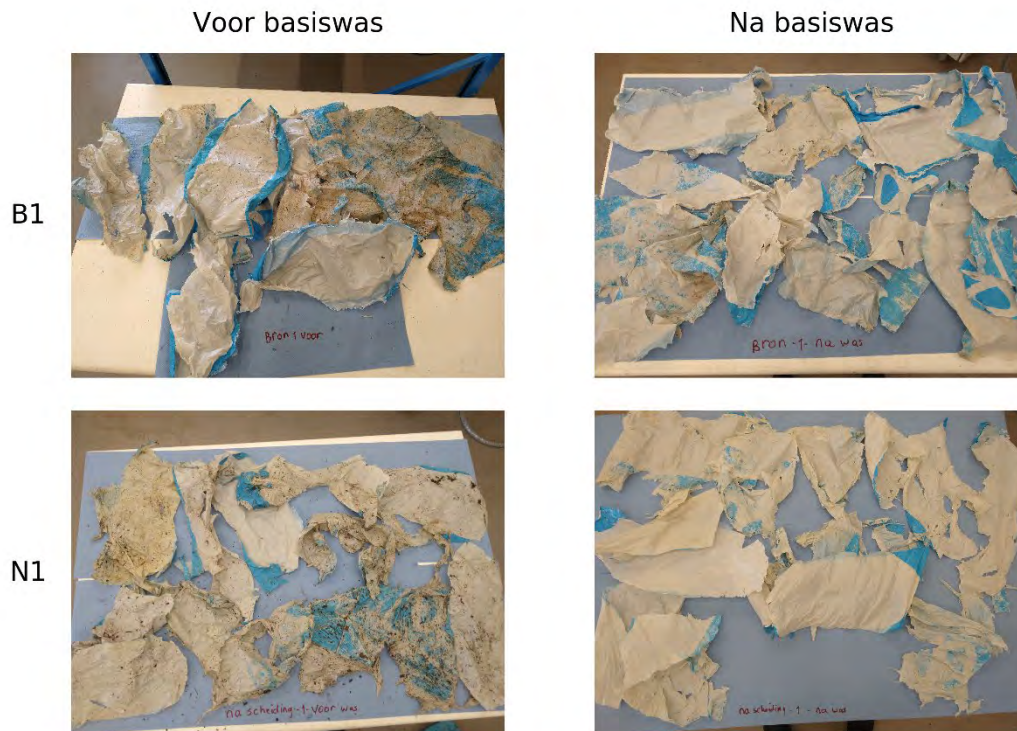 Voor basiswas
Na basiswas
B1
Bron 1 voor
Bron -1- na was
N1
na scheiding -1- voor was
na scheiding -1 - na was